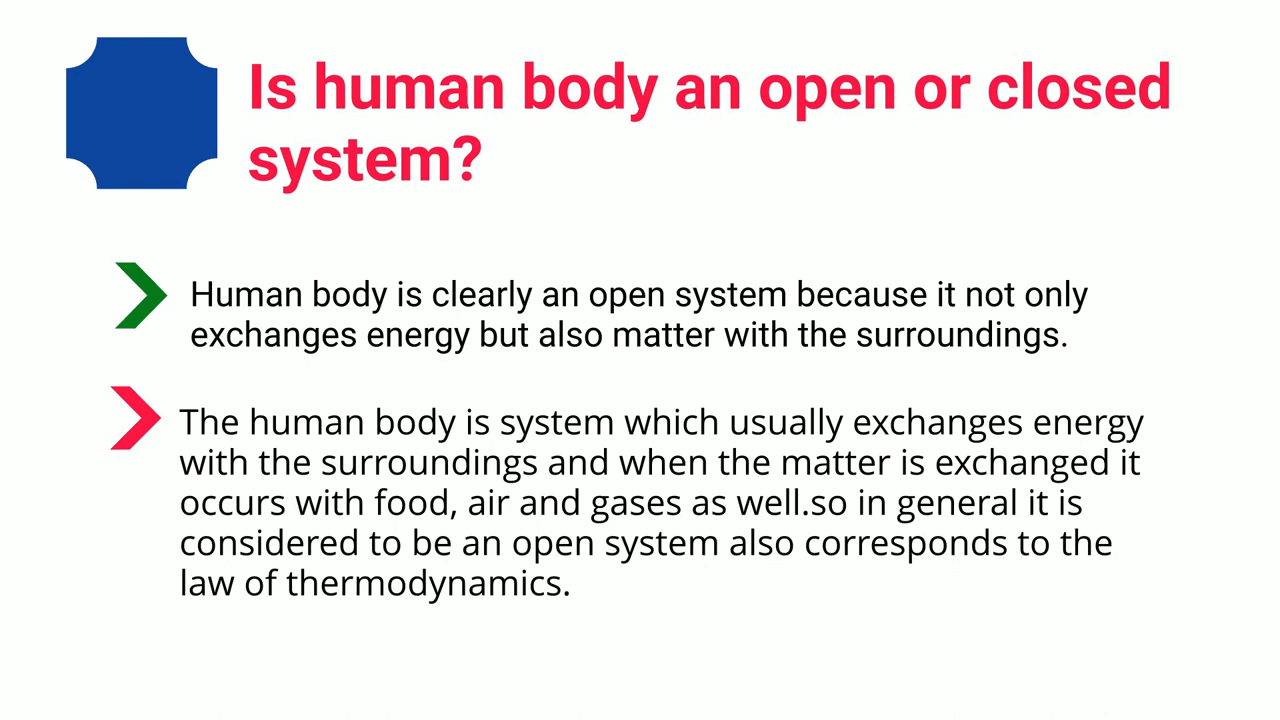 Is human body an open or closed
system?
Human body is clearly an open system because it not only
exchanges energy but also matter with the surroundings.
The human body is system which usually exchanges energy
with the surroundings and when the matter is exchanged it
occurs with food, air and gases as well.so in general it is
considered to be an open system also corresponds to the
law of thermodynamics.